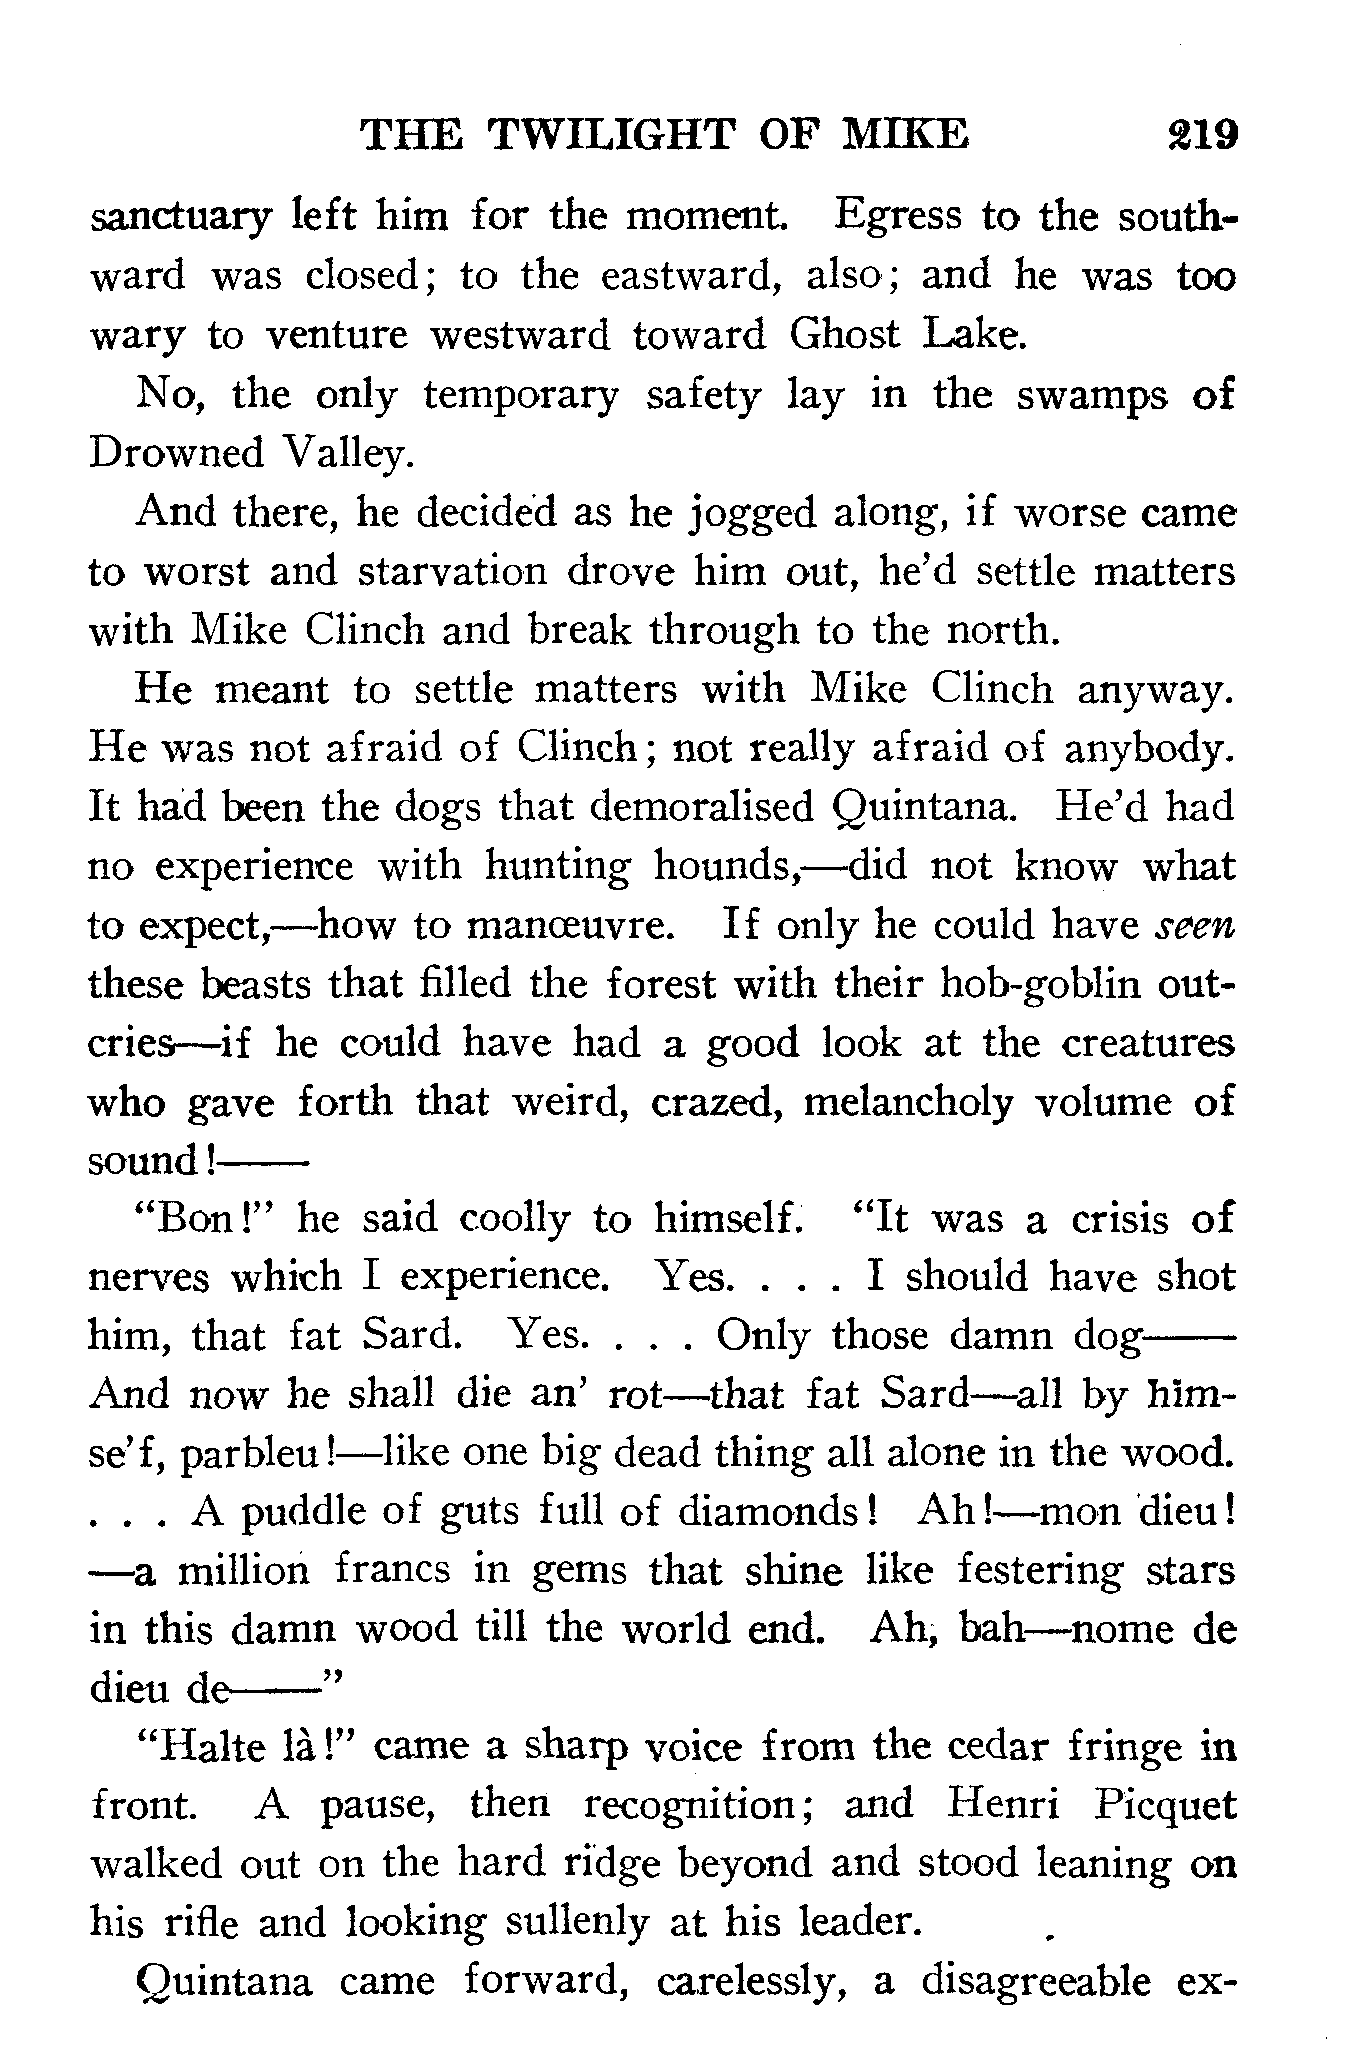 THE TWILIGHT OF MIKE 219
sanctuary left him for the moment. Egress to the south-
ward was closed; to the eastward, also; and he was too
wary to venture westward toward Ghost Lake.
No, the only temporary safety lay in the swamps of
Drowned Valley.
And there, he decided as he jogged along, if worse came
to worst and starvation drove him out, he'd settle matters
with Mike Clinch and break through to the north.
He meant to settle matters with Mike Clinch anyway.
He was not afraid of Clinch; not really afraid of anybody.
It had been the dogs that demoralised Quintana. He'd had
no experience with hunting hounds,—did not know what
to expect,—how to manœuvre. If only he could have seen
these beasts that filled the forest with their hob-goblin out-
cries—if he could have had a good look at the creatures
who gave forth that weird, crazed, melancholy volume of
sound!——
“Bon!” he said coolly to himself. “It was a crisis of
nerves which I experience. Yes. . . . I should have shot
him, that fat Sard. Yes. . . . Only those damn dog——
And now he shall die an' rot—that fat Sard—all by him-
se'f, parbleu!—like one big dead thing all alone in the wood.
. . . A puddle of guts full of diamonds! Ah!—mon dieu!
—a million francs in gems that shine like festering stars
in this damn wood till the world end. Ah, bah—nome de
dieu de——”
“Halte là!” came a sharp voice from the cedar fringe in
front. A pause, then recognition; and Henri Picquet
walked out on the hard ridge beyond and stood leaning on
his rifle and looking sullenly at his leader.
Quintana came forward, carelessly, a disagreeable ex-